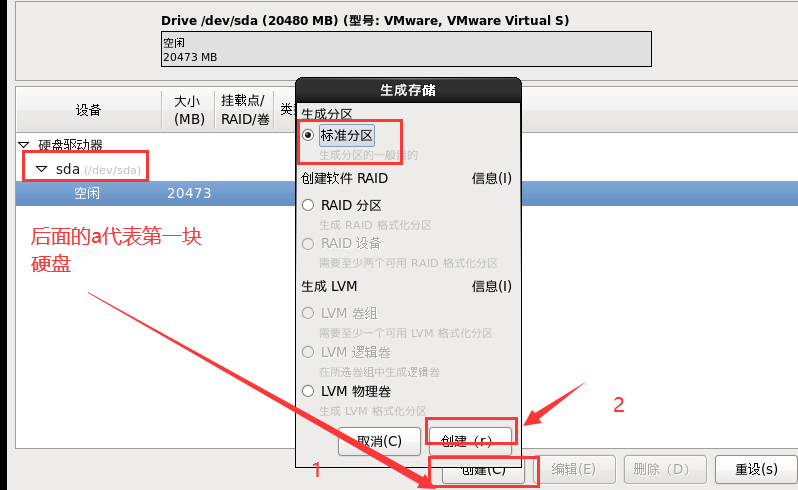 Drive /dev/sda (20480 MB) (型号: VMware, VMware Virtual S)
空闲
20473 MB
设备
大小
(MB)
挂载点/
RAID/卷
类
硬盘驱动器
sda (/dev/sda)
空闲 20473
后面的a代表第一块
硬盘
生成存储
生成分区
标准分区
生成分区的一般目的
创建软件 RAID 信息(I)
RAID 分区
生成 RAID 格式化分区
RAID 设备
需要至少两个可用 RAID 格式化分区
生成 LVM 信息(I)
LVM 卷组
需要至少一个可用 LVM 格式化分区
LVM 逻辑卷
在所选卷组中生成逻辑卷
LVM 物理卷
生成 LVM 格式化分区
取消(C) 创建（r）
2
1
创建(C) 编辑(E) 删除（D） 重设(s)